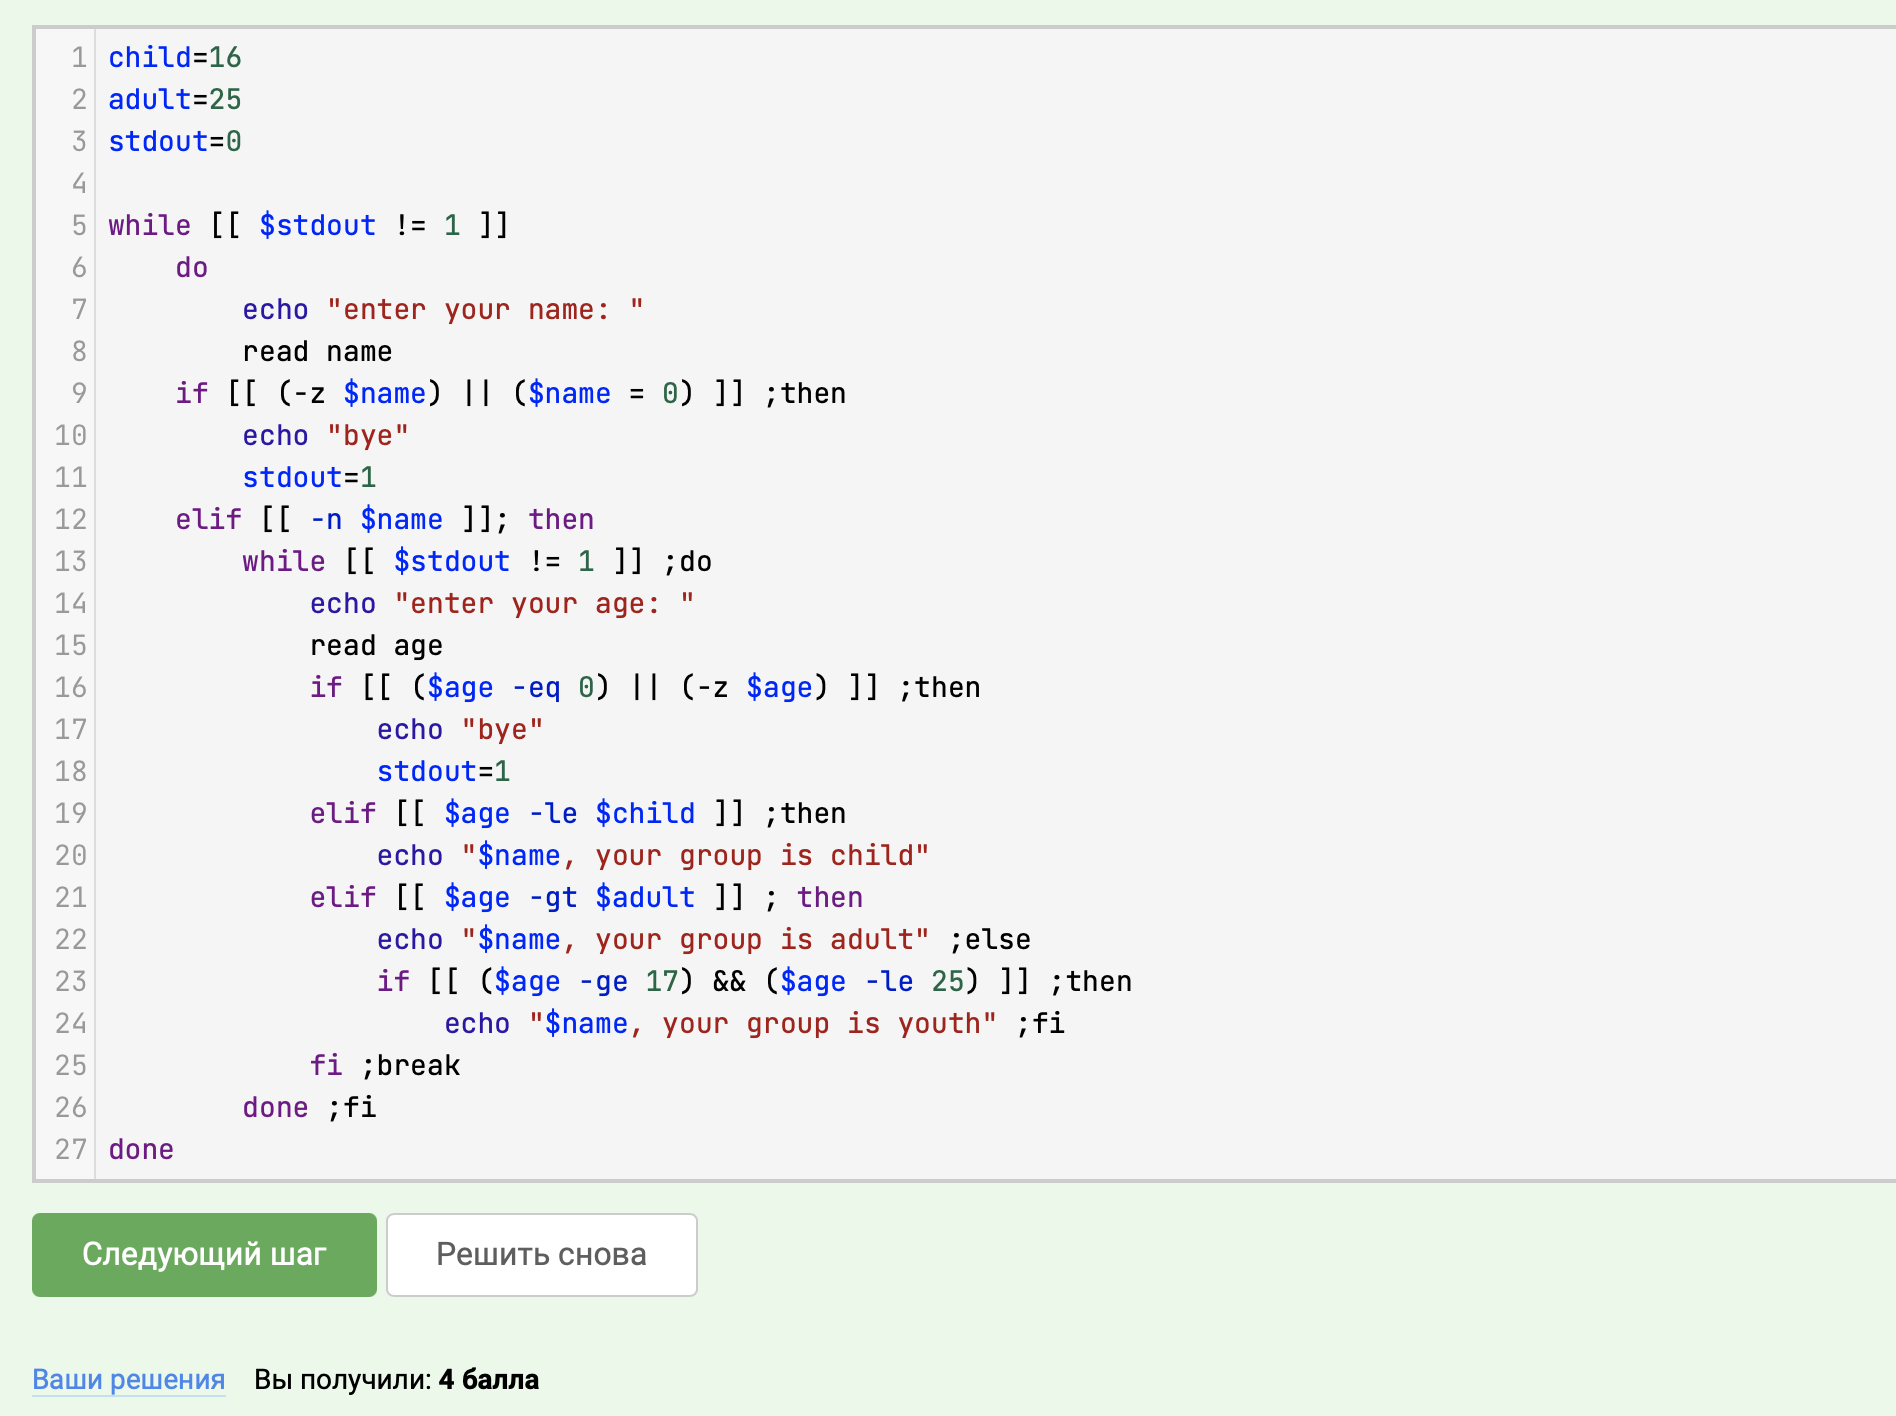 1 child=16
2 adult=25
3 stdout=0
4
5 while [[ $stdout != 1 ]]
6     do
7         echo "enter your name: "
8         read name
9     if [[ (-z $name) || ($name = 0) ]] ;then
10         echo "bye"
11         stdout=1
12     elif [[ -n $name ]]; then
13         while [[ $stdout != 1 ]] ;do
14             echo "enter your age: "
15             read age
16             if [[ ($age -eq 0) || (-z $age) ]] ;then
17                 echo "bye"
18                 stdout=1
19             elif [[ $age -le $child ]] ;then
20                 echo "$name, your group is child"
21             elif [[ $age -gt $adult ]] ; then
22                 echo "$name, your group is adult" ;else
23                 if [[ ($age -ge 17) && ($age -le 25) ]] ;then
24                     echo "$name, your group is youth" ;fi
25             fi ;break
26         done ;fi
27 done
Следующий шаг Решить снова
Ваши решения Вы получили: 4 балла